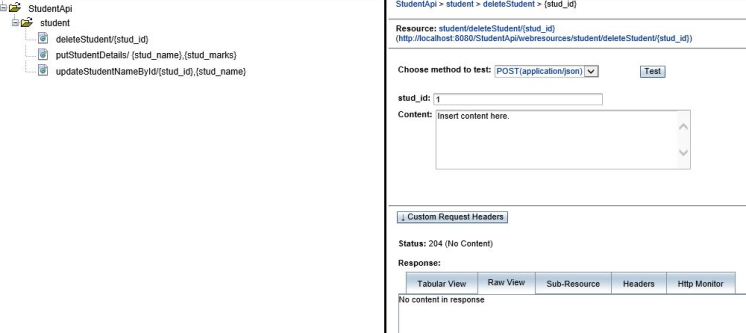 StudentApi
student
deleteStudent/{stud_id}
putStudentDetails/ {stud_name},{stud_marks}
updateStudentNameById/{stud_id},{stud_name}
StudentApi > student > deleteStudent > {stud_id}
Resource: student/deleteStudent/{stud_id}
(http://localhost:8080/StudentApi/webresources/student/deleteStudent/{stud_id})
Choose method to test: POST(application/json) Test
stud_id: 1
Content: Insert content here.
↓ Custom Request Headers
Status: 204 (No Content)
Response:
Tabular View Raw View Sub-Resource Headers Http Monitor
No content in response